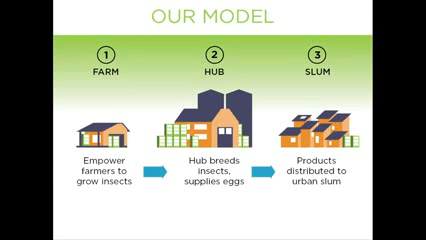 OUR MODEL
1
FARM
2
HUB
3
SLUM
Empower
farmers to
grow insects
Hub breeds
insects,
supplies eggs
Products
distributed to
urban slum